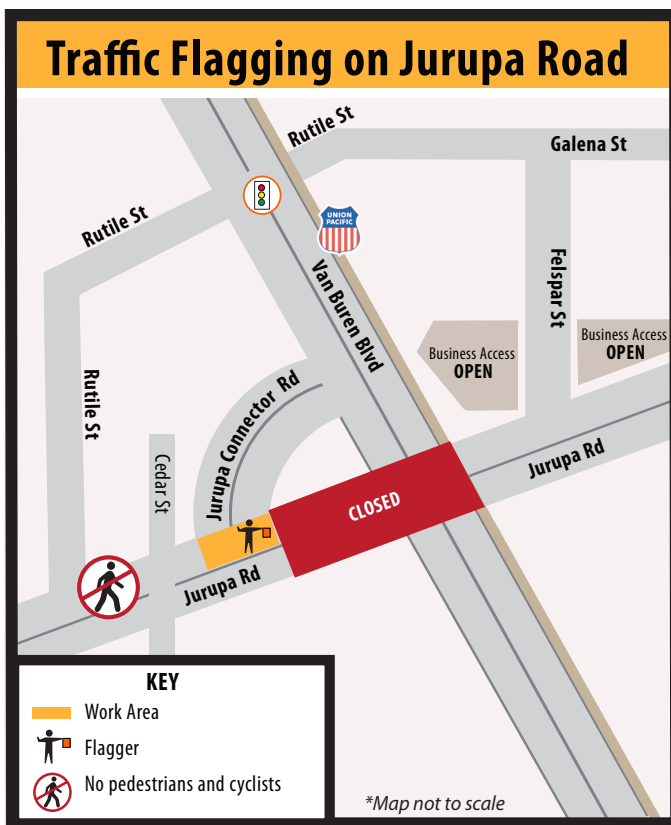 Traffic Flagging on Jurupa Road
Rutile St
Galena St
Rutile St
UNION
PACIFIC
Van Buren Blvd
Felspar St
Business Access
OPEN
Business Access
OPEN
Rutile St
Jurupa Connector Rd
Cedar St
Jurupa Rd
CLOSED
Jurupa Rd
KEY
Work Area
Flagger
No pedestrians and cyclists
*Map not to scale